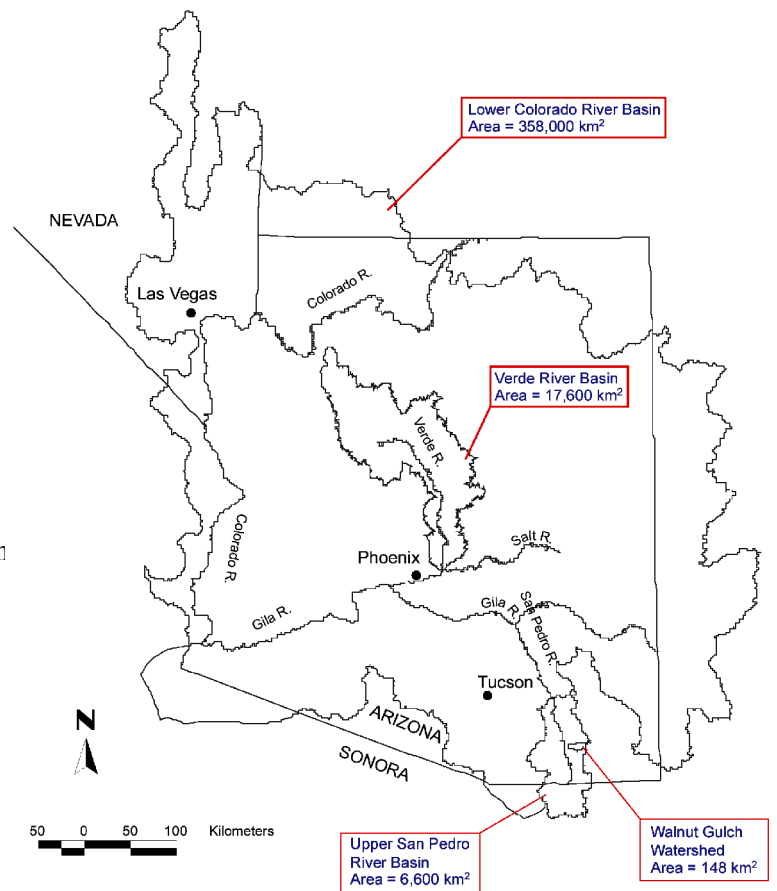 Lower Colorado River Basin
Area = 358,000 km²
NEVADA
Las Vegas
Colorado R.
Verde River Basin
Area = 17,600 km²
Verde R.
Colorado R.
Salt R.
Phoenix
Gila R.
Gila R.
San Pedro R.
Tucson
ARIZONA
SONORA
N
50 0 50 100 Kilometers
Upper San Pedro
River Basin
Area = 6,600 km²
Walnut Gulch
Watershed
Area = 148 km²